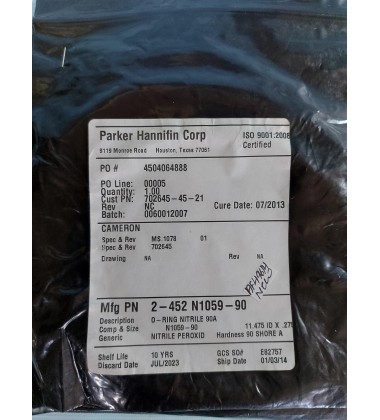 Parker Hannifin Corp ISO 9001:2008
9119 Monroe Road Houston, Texas 77061 Certified
PO # 4504064888
PO Line: 00005
Quantity: 1.00
Cust PN: 702645-45-21
Rev NC Cure Date: 07/2013
Batch: 0060012007
CAMERON
Spec & Rev MS.1078 01
Spec & Rev 702645
Drawing NA Rev NA
Mfg PN 2-452 N1059-90
Description O-RING NITRILE 90A
Comp & Size N1059-90 11.475 ID X .275
Generic NITRILE PEROXID Hardness 90 SHORE A
Shelf Life 10 YRS GCS SO# E82757
Discard Date JUL/2023 Ship Date 01/03/14